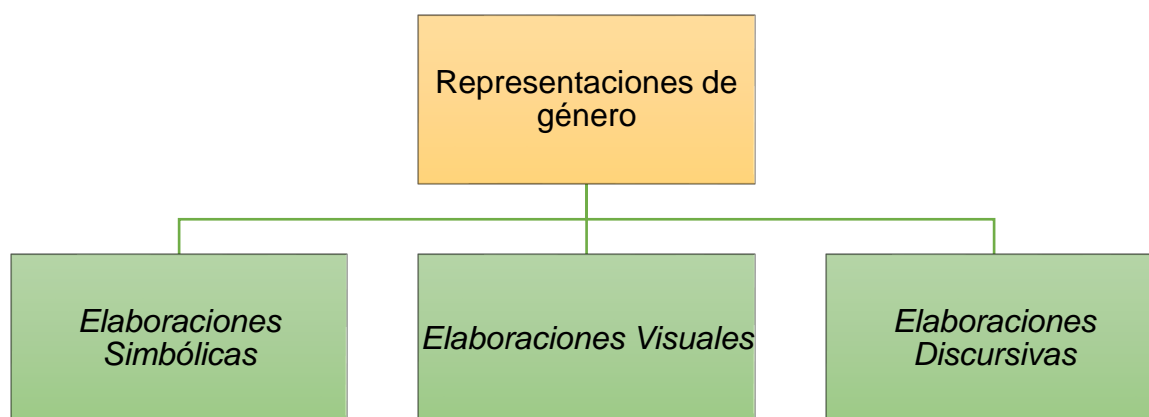 Representaciones de
género
Elaboraciones
Simbólicas
Elaboraciones Visuales
Elaboraciones
Discursivas